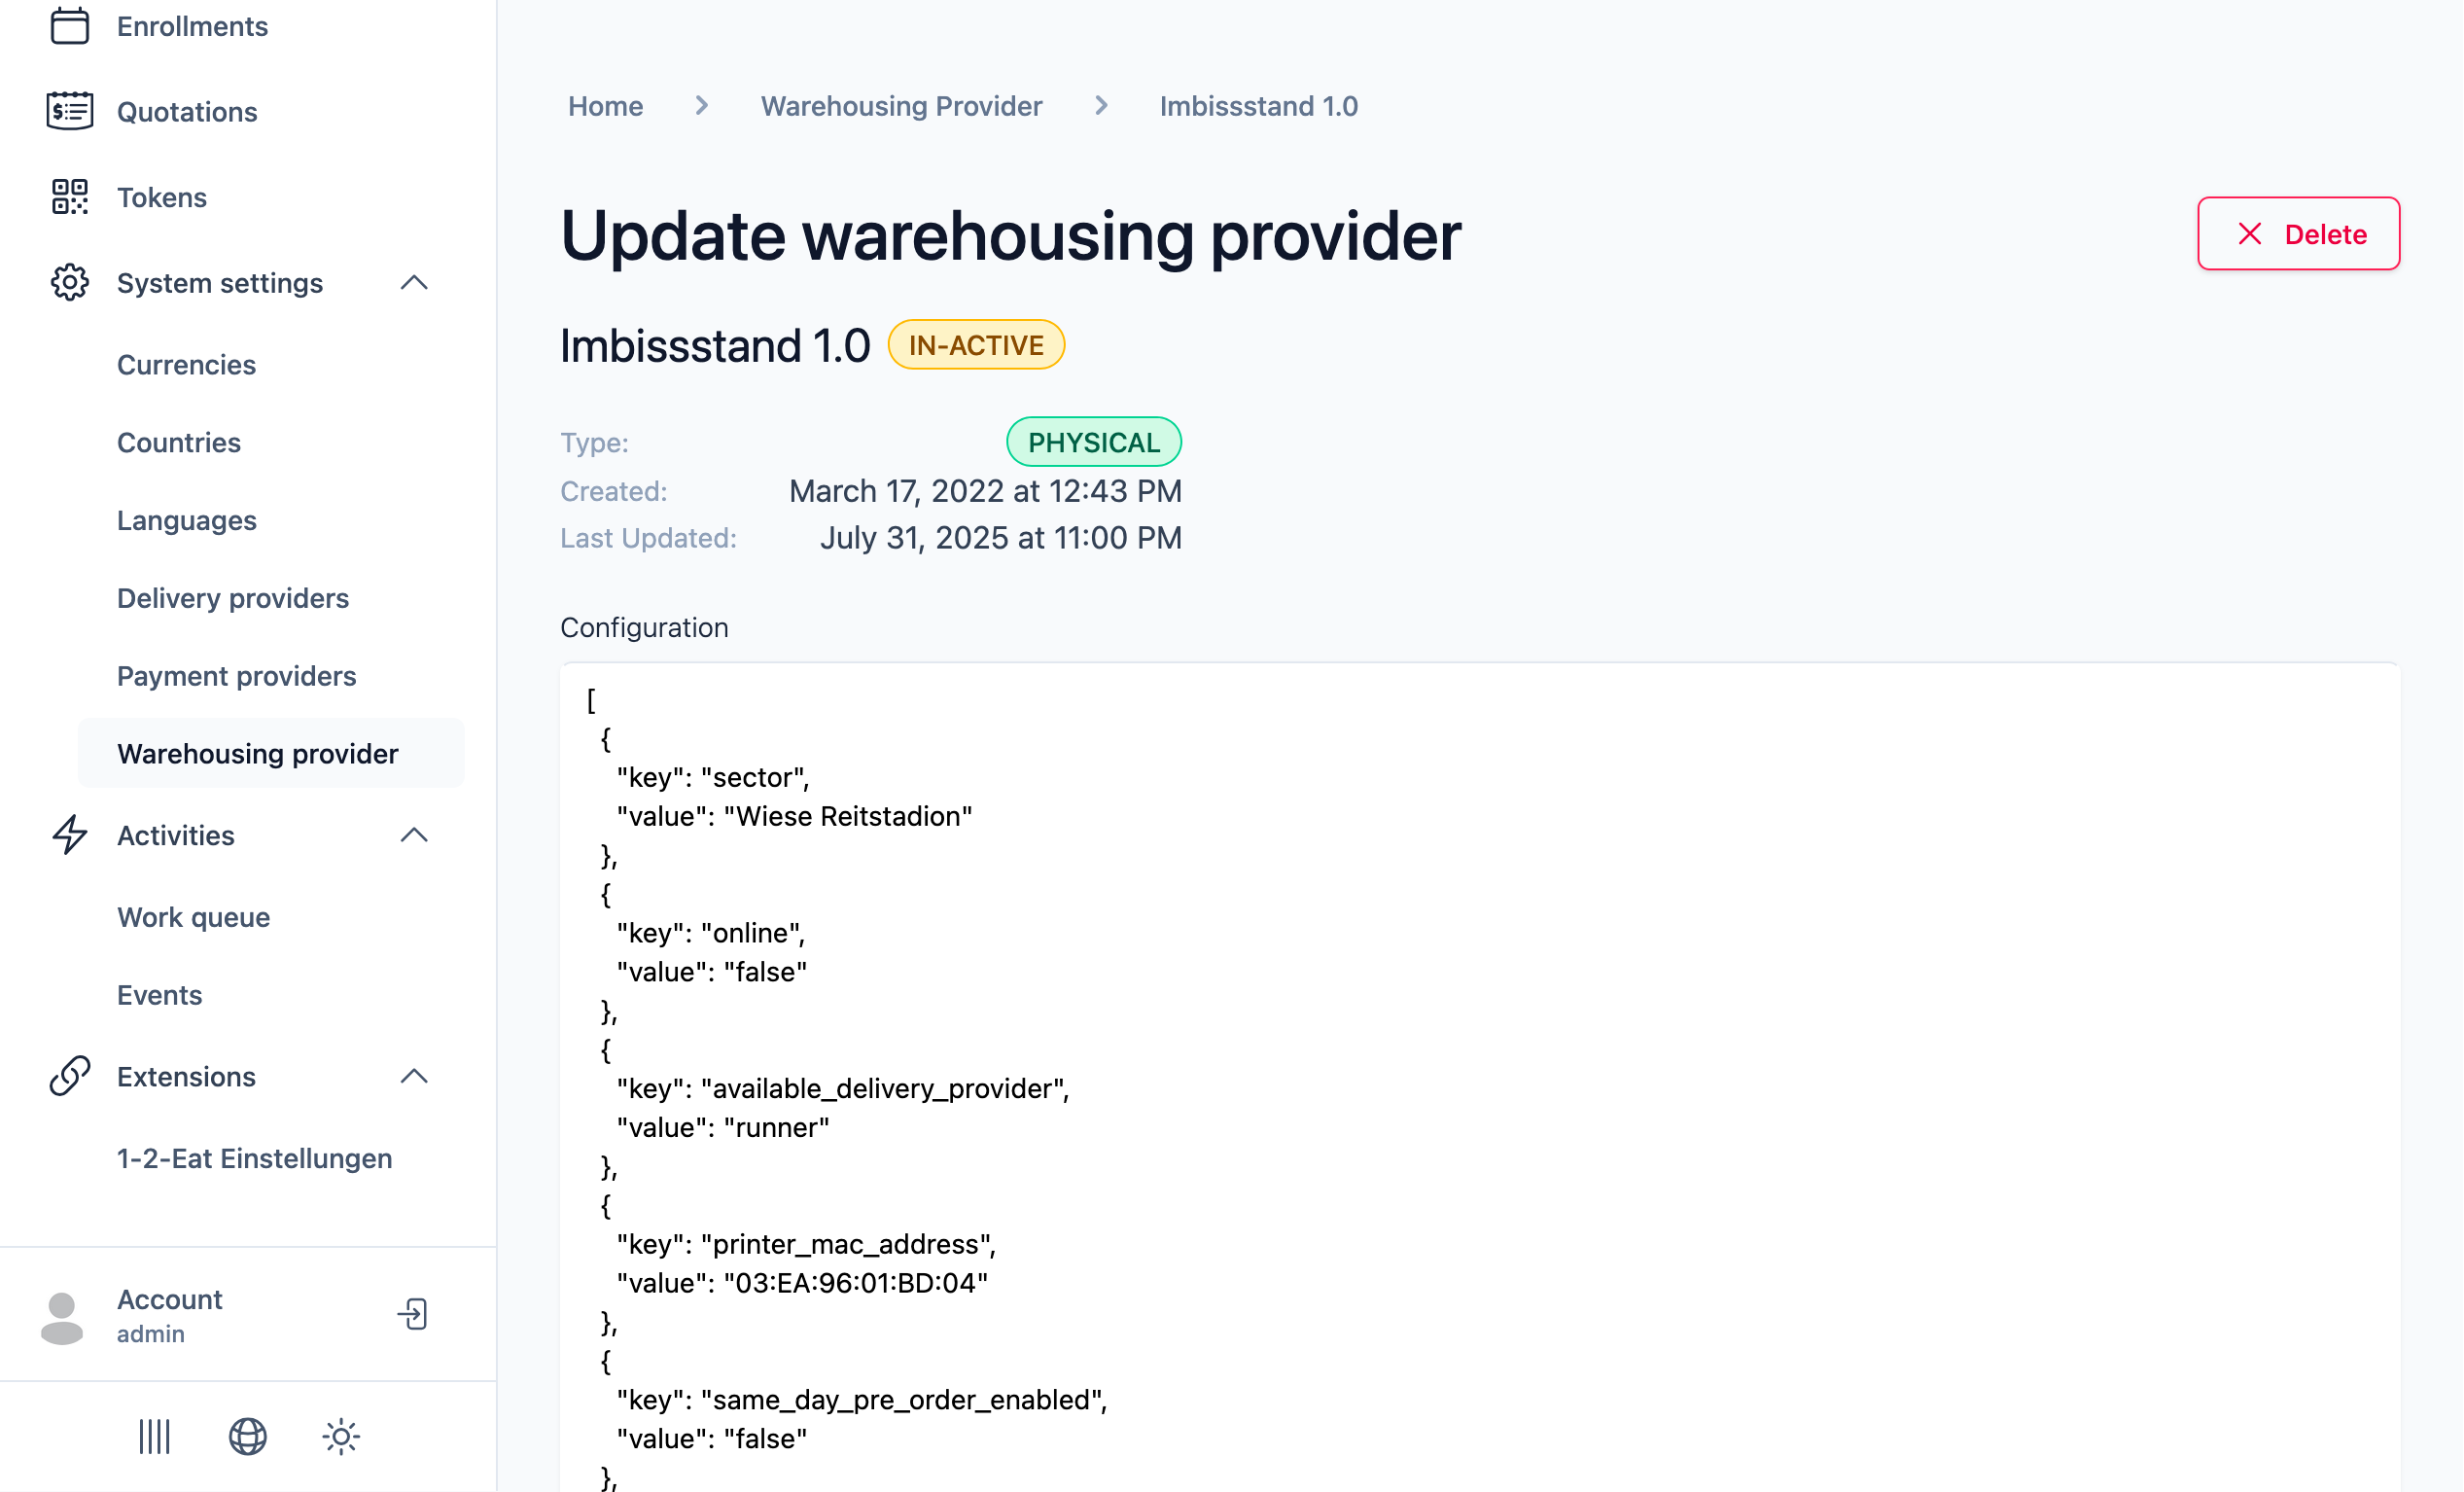 Enrollments
Quotations
Tokens
System settings
Currencies
Countries
Languages
Delivery providers
Payment providers
Warehousing provider
Activities
Work queue
Events
Extensions
1-2-Eat Einstellungen
Account
admin
Home
Warehousing Provider
Imbissstand 1.0
Update warehousing provider
Delete
Imbissstand 1.0 IN-ACTIVE
Type: PHYSICAL
Created: March 17, 2022 at 12:43 PM
Last Updated: July 31, 2025 at 11:00 PM
Configuration
[
{
"key": "sector",
"value": "Wiese Reitstadion"
},
{
"key": "online",
"value": "false"
},
{
"key": "available_delivery_provider",
"value": "runner"
},
{
"key": "printer_mac_address",
"value": "03:EA:96:01:BD:04"
},
{
"key": "same_day_pre_order_enabled",
"value": "false"
},